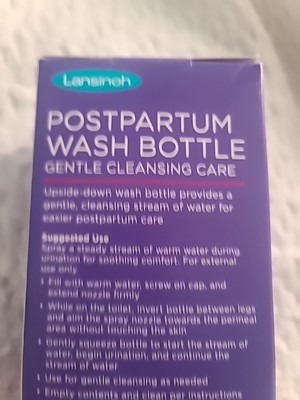 Lansinoh
POSTPARTUM
WASH BOTTLE
GENTLE CLEANSING CARE
Upside-down wash bottle provides a
gentle, cleansing stream of water for
easier postpartum care
Suggested Use
Spray a steady stream of warm water during
urination for soothing comfort. For external
use only
Fill with warm water, screw on cap, and
extend nozzle firmly
While on the toilet, invert bottle between legs
and aim the spray nozzle towards the perineal
area without touching the skin
Gently squeeze bottle to start the stream of
water, begin urination, and continue the
stream of water
Use for gentle cleansing as needed
Empty contents and clean per instructions